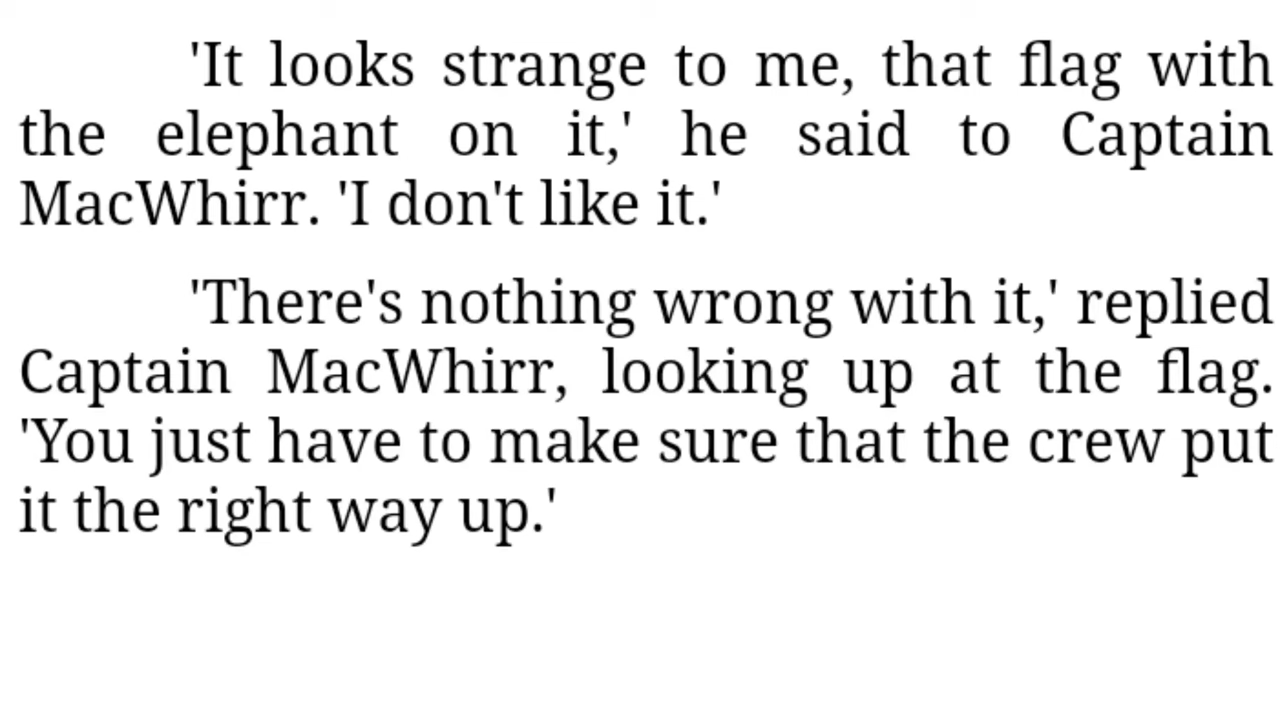 'It looks strange to me, that flag with
the elephant on it,' he said to Captain
MacWhirr. 'I don't like it.'
'There's nothing wrong with it,' replied
Captain MacWhirr, looking up at the flag.
'You just have to make sure that the crew put
it the right way up.'